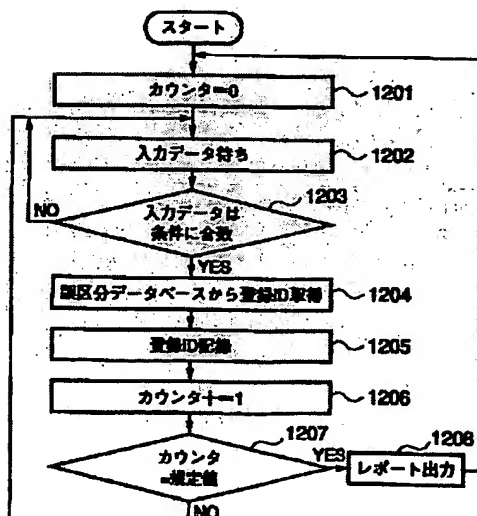 スタート
カウンタ=0
1201
入力データ待ち
1202
1203
入力データは
条件に合致
NO
YES
誤区分データベースから登録ID取得
1204
登録ID記録
1205
カウンタ+=1
1206
1207
カウンタ
=規定値
YES
1208
レポート出力
NO